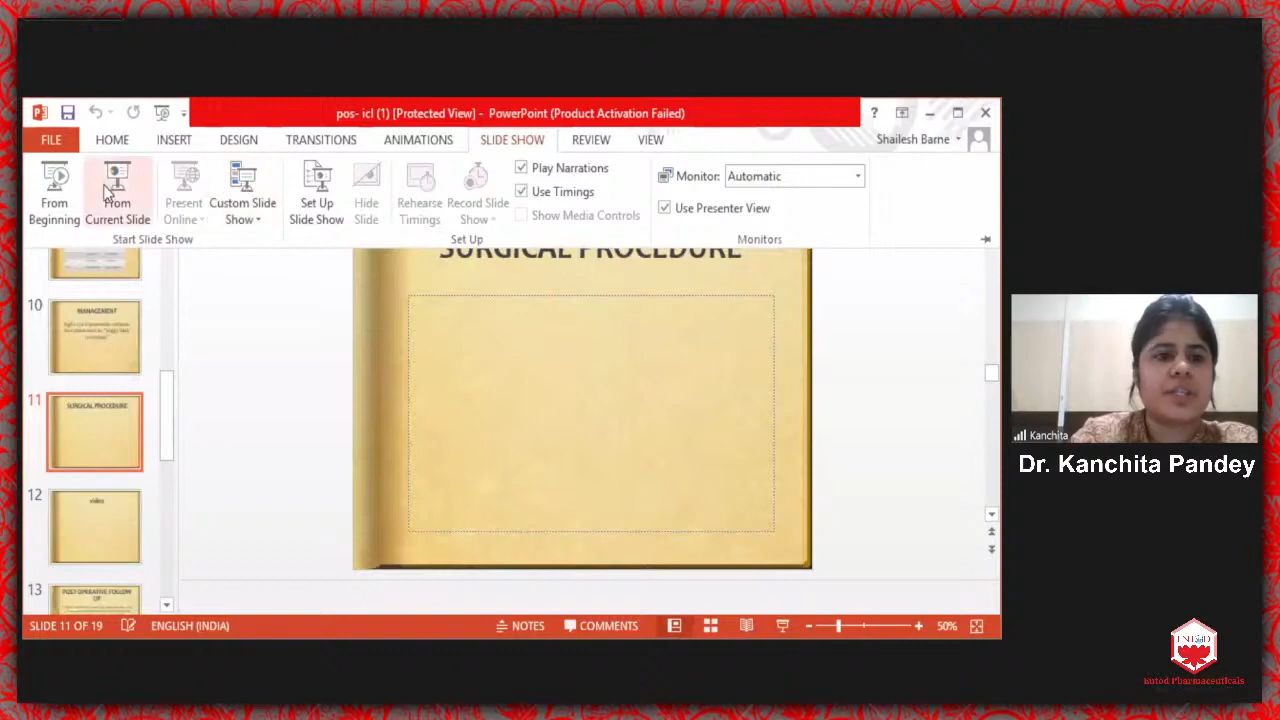 pos- icl (1) [Protected View] - PowerPoint (Product Activation Failed)
?
FILE HOME INSERT DESIGN TRANSITIONS ANIMATIONS SLIDE SHOW REVIEW VIEW
Shailesh Barne
From Beginning
From Current Slide
Present Online
Custom Slide Show
Set Up Slide Show
Hide Slide
Rehearse Timings
Record Slide Show
Play Narrations
Use Timings
Show Media Controls
Monitor: Automatic
Use Presenter View
Start Slide Show
Set Up
Monitors
SURGICAL PROCEDURE
10
MANAGEMENT
11
SURGICAL PROCEDURE
12
video
13
POST OPERATIVE FOLLOW UP
Kanchita
Dr. Kanchita Pandey
SLIDE 11 OF 19
ENGLISH (INDIA)
NOTES
COMMENTS
50%
ENTOD
Entod Pharmaceuticals